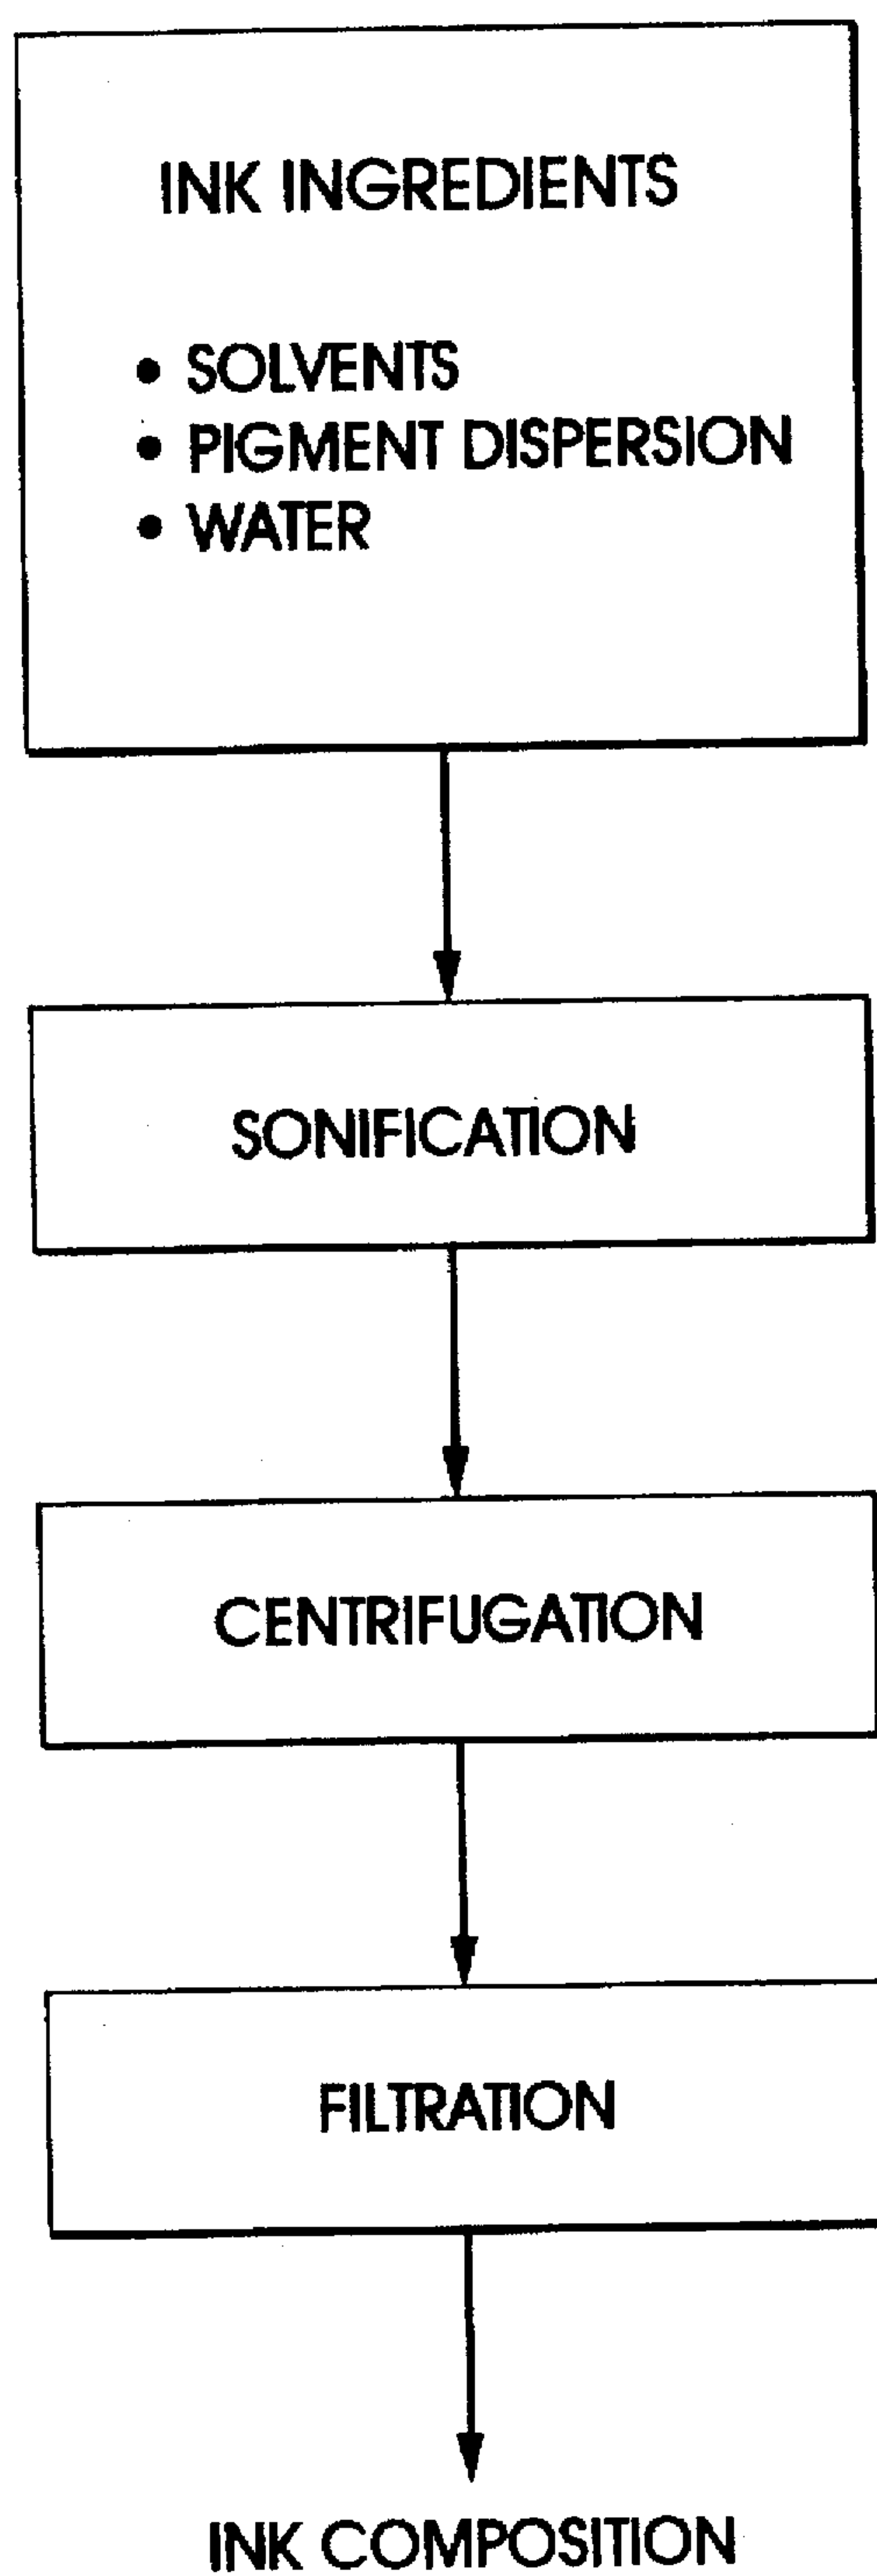 INK INGREDIENTS
• SOLVENTS
• PIGMENT DISPERSION
• WATER
SONIFICATION
CENTRIFUGATION
FILTRATION
INK COMPOSITION